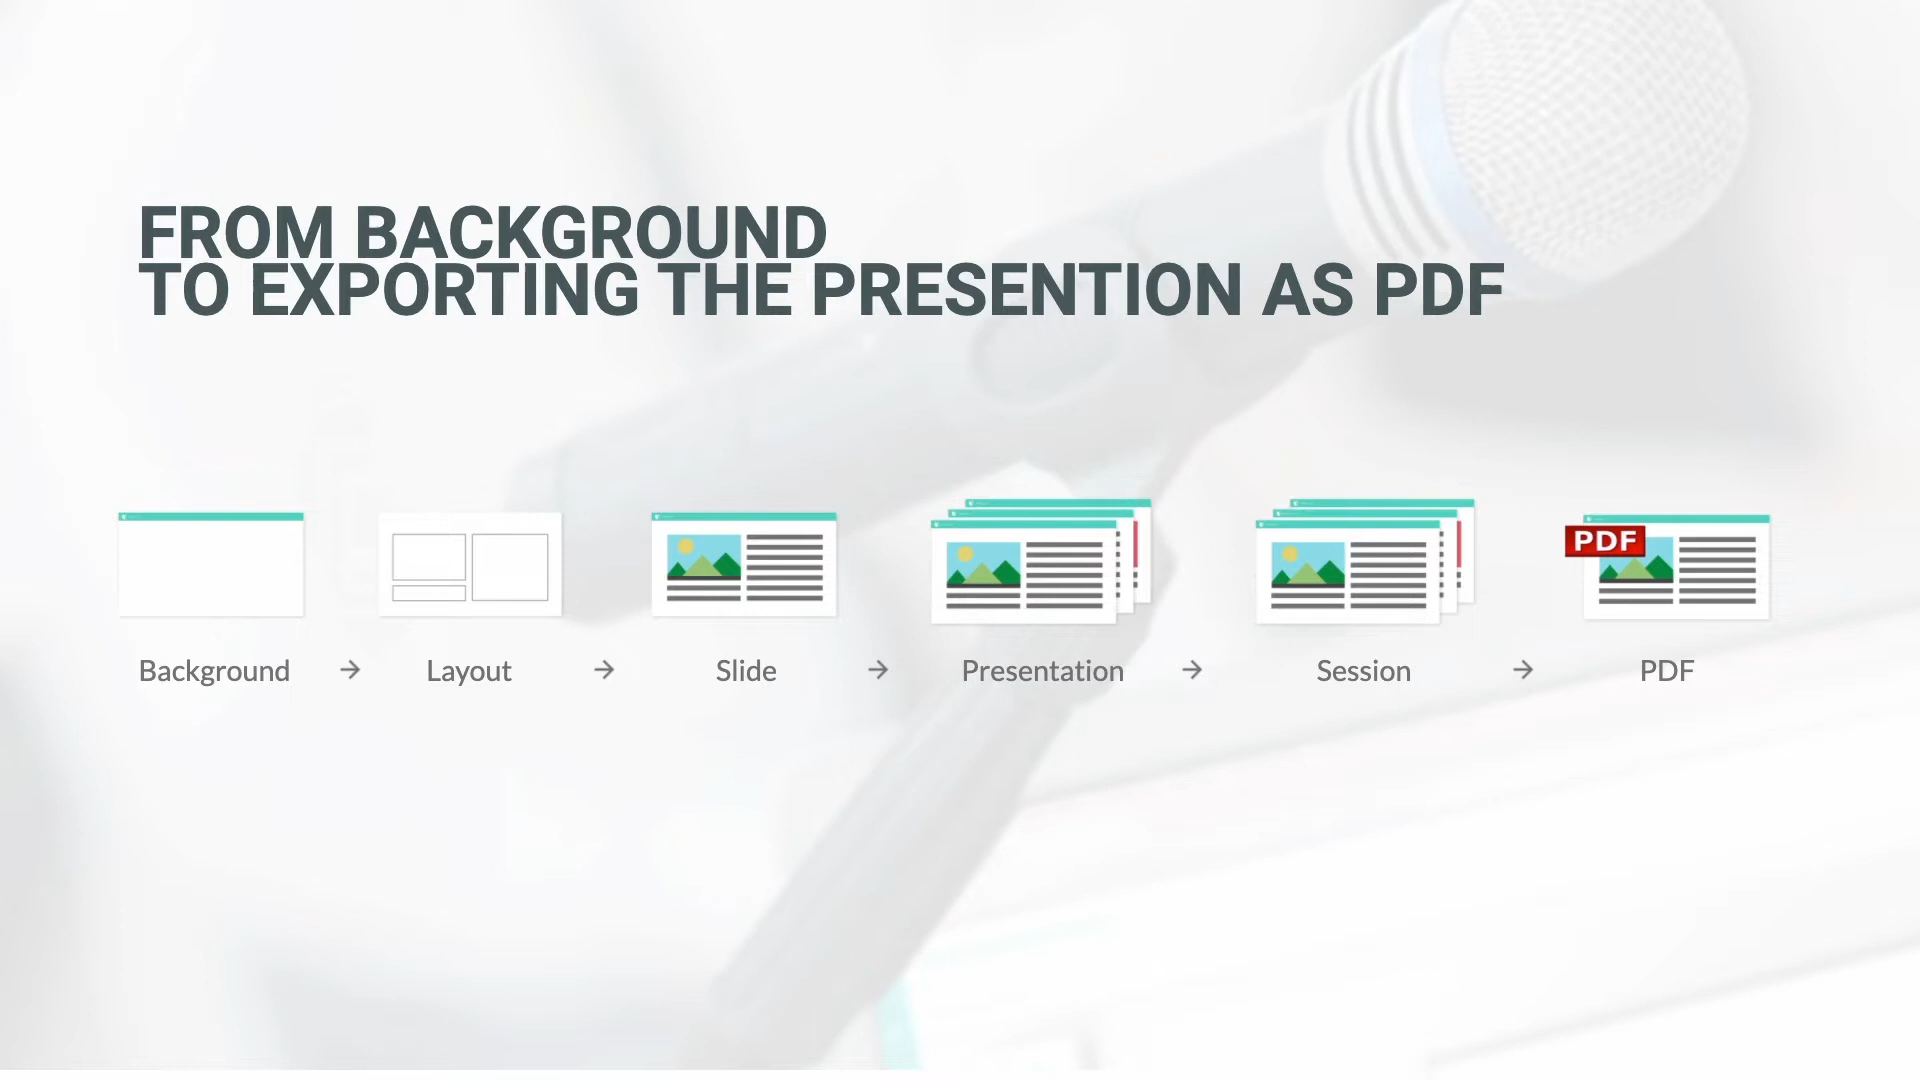 FROM BACKGROUND
TO EXPORTING THE PRESENTION AS PDF
PDF
Background → Layout → Slide → Presentation → Session → PDF